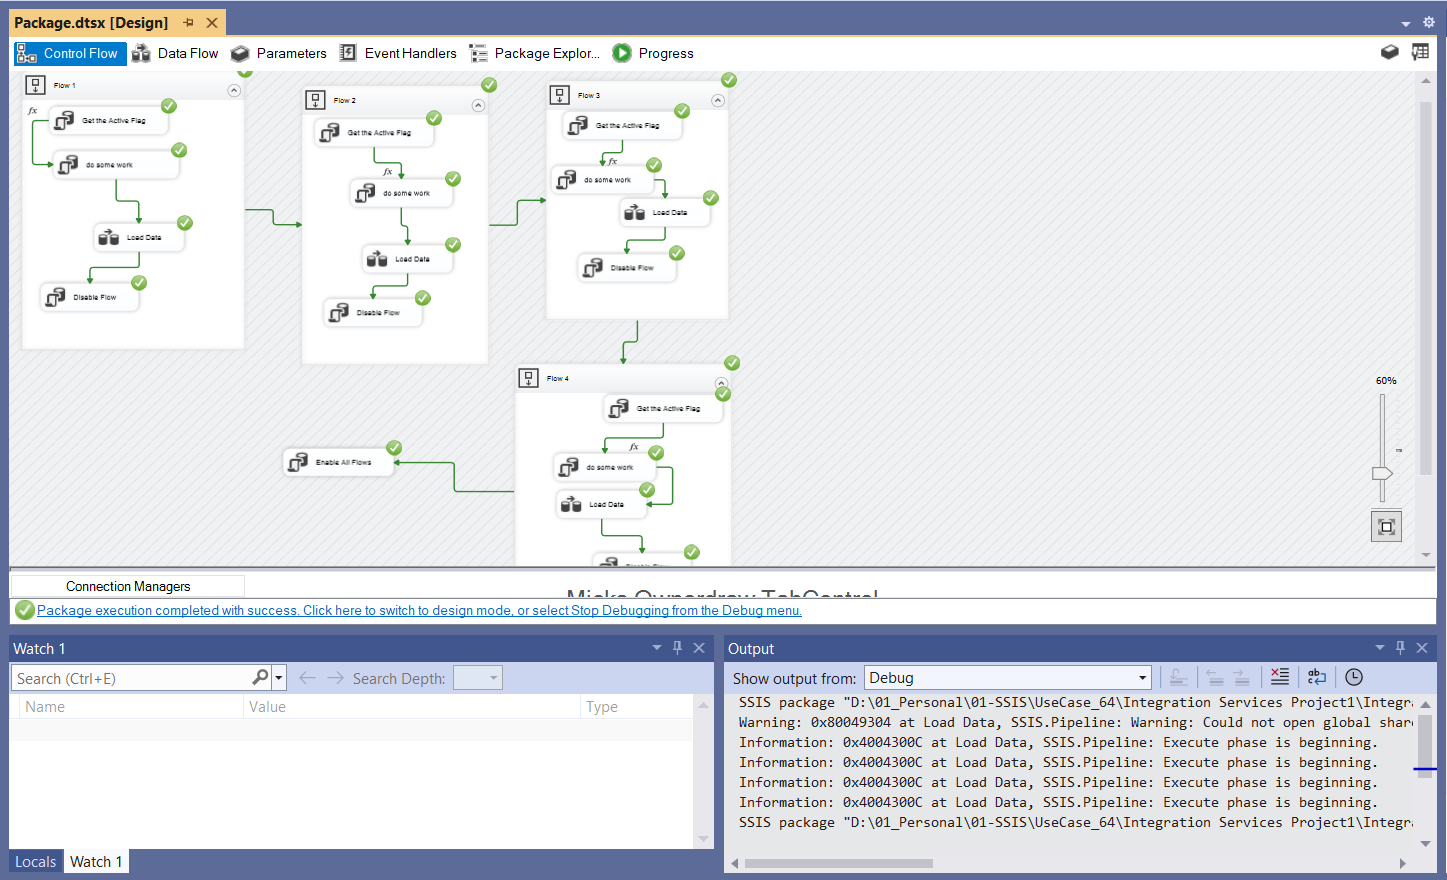 Package.dtsx [Design]
Control Flow Data Flow Parameters Event Handlers Package Explor... Progress
Flow 1
fx
Get the Active Flag
do some work
Load Data
Disable Flow
Flow 2
Get the Active Flag
fx
do some work
Load Data
Disable Flow
Flow 3
Get the Active Flag
fx
do some work
Load Data
Disable Flow
Flow 4
Get the Active Flag
fx
do some work
Load Data
Enable All Flows
60%
Connection Managers
Micks Ownerdraw TabControl
Package execution completed with success. Click here to switch to design mode, or select Stop Debugging from the Debug menu.
Watch 1
Search (Ctrl+E) Search Depth:
Name Value Type
Locals Watch 1
Output
Show output from: Debug
SSIS package "D:\01_Personal\01-SSIS\UseCase_64\Integration Services Project1\Integr
Warning: 0x80049304 at Load Data, SSIS.Pipeline: Warning: Could not open global shar
Information: 0x4004300C at Load Data, SSIS.Pipeline: Execute phase is beginning.
Information: 0x4004300C at Load Data, SSIS.Pipeline: Execute phase is beginning.
Information: 0x4004300C at Load Data, SSIS.Pipeline: Execute phase is beginning.
Information: 0x4004300C at Load Data, SSIS.Pipeline: Execute phase is beginning.
SSIS package "D:\01_Personal\01-SSIS\UseCase_64\Integration Services Project1\Integr